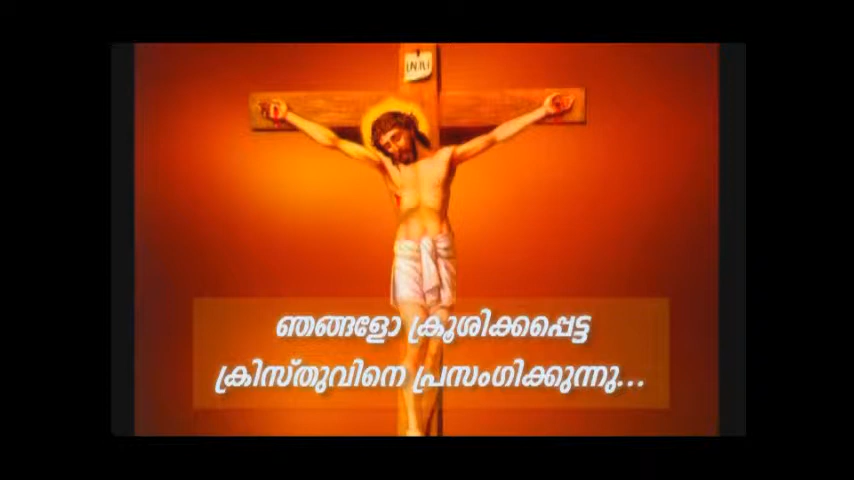 INRI
ഞങ്ങളോ ക്രൂശിക്കപ്പെട്ട
ക്രിസ്തുവിനെ പ്രസംഗിക്കുന്നു...